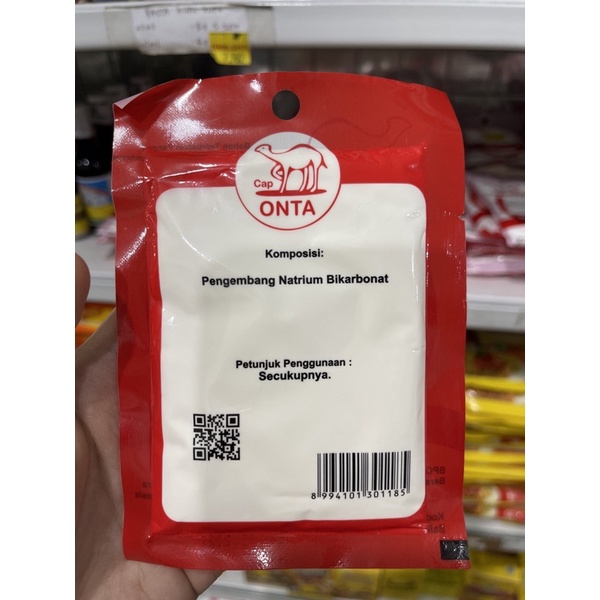 Cap
ONTA
Komposisi:
Pengembang Natrium Bikarbonat
Petunjuk Penggunaan :
Secukupnya.
8 994101 301185